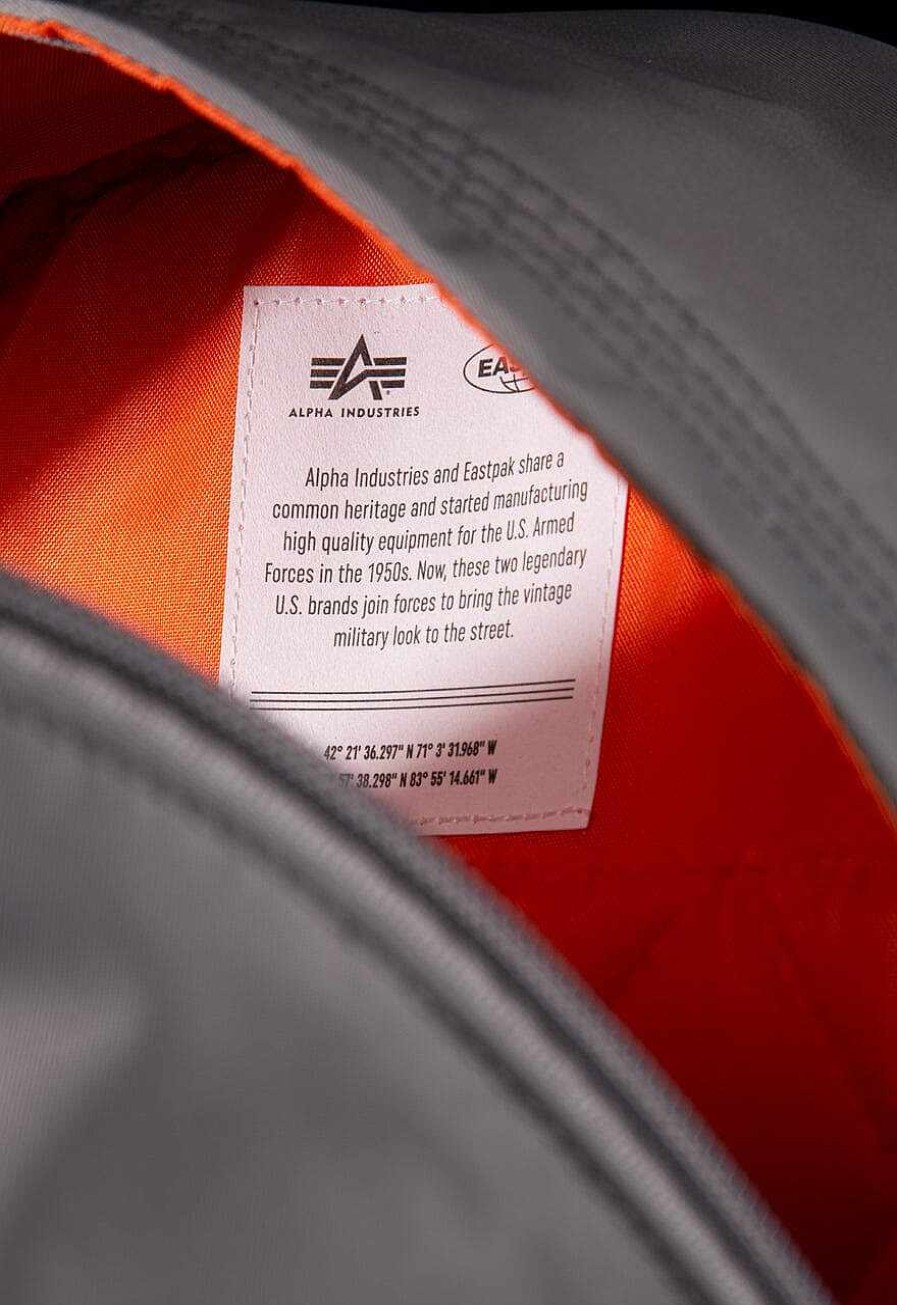 ALPHA INDUSTRIES
Alpha Industries and Eastpak share a
common heritage and started manufacturing
high quality equipment for the U.S. Armed
Forces in the 1950s. Now, these two legendary
U.S. brands join forces to bring the vintage
military look to the street.
42° 21' 36.297" N 71° 3' 31.968" W
38.298" N 83° 55' 14.661" W